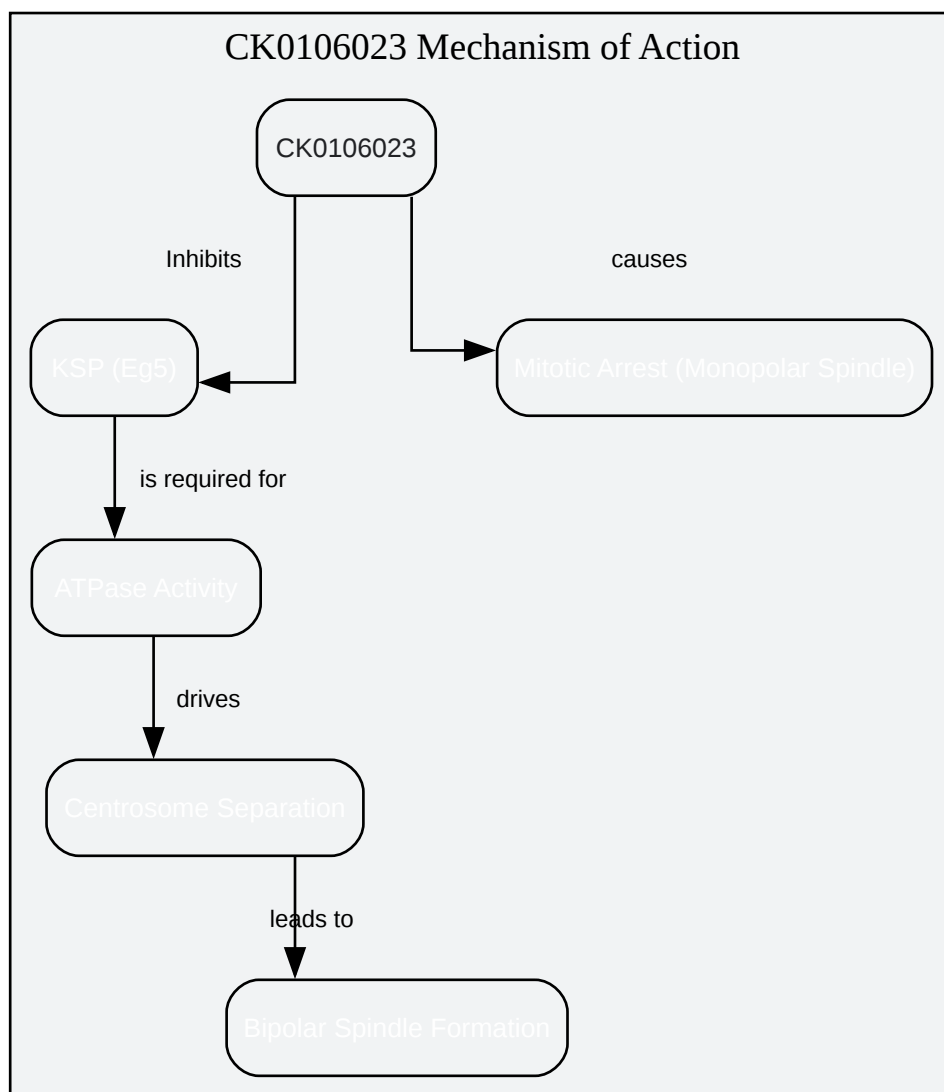 CK0106023 Mechanism of Action
CK0106023
Inhibits
causes
KSP (Eg5)
Mitotic Arrest (Monopolar Spindle)
is required for
ATPase Activity
drives
Centrosome Separation
leads to
Bipolar Spindle Formation